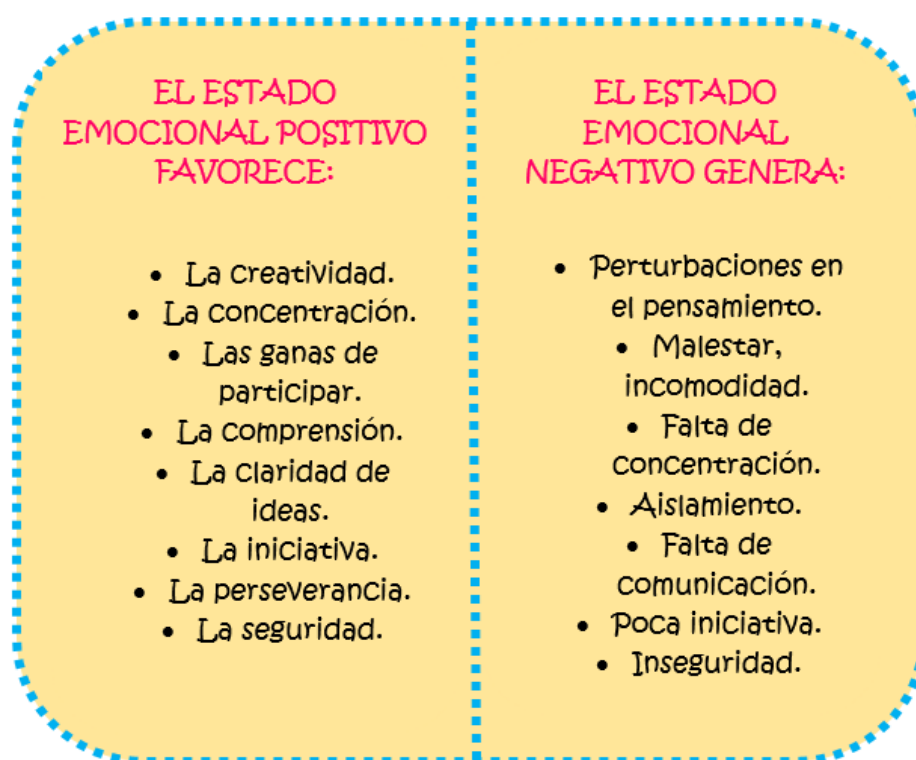 EL ESTADO
EMOCIONAL POSITIVO
FAVORECE:
• La creatividad.
• La concentración.
• Las ganas de
participar.
• La comprensión.
• La claridad de
ideas.
• La iniciativa.
• La perseverancia.
• La seguridad.
EL ESTADO
EMOCIONAL
NEGATIVO GENERA:
• Perturbaciones en
el pensamiento.
• Malestar,
incomodidad.
• Falta de
concentración.
• Aislamiento.
• Falta de
comunicación.
• Poca iniciativa.
• Inseguridad.